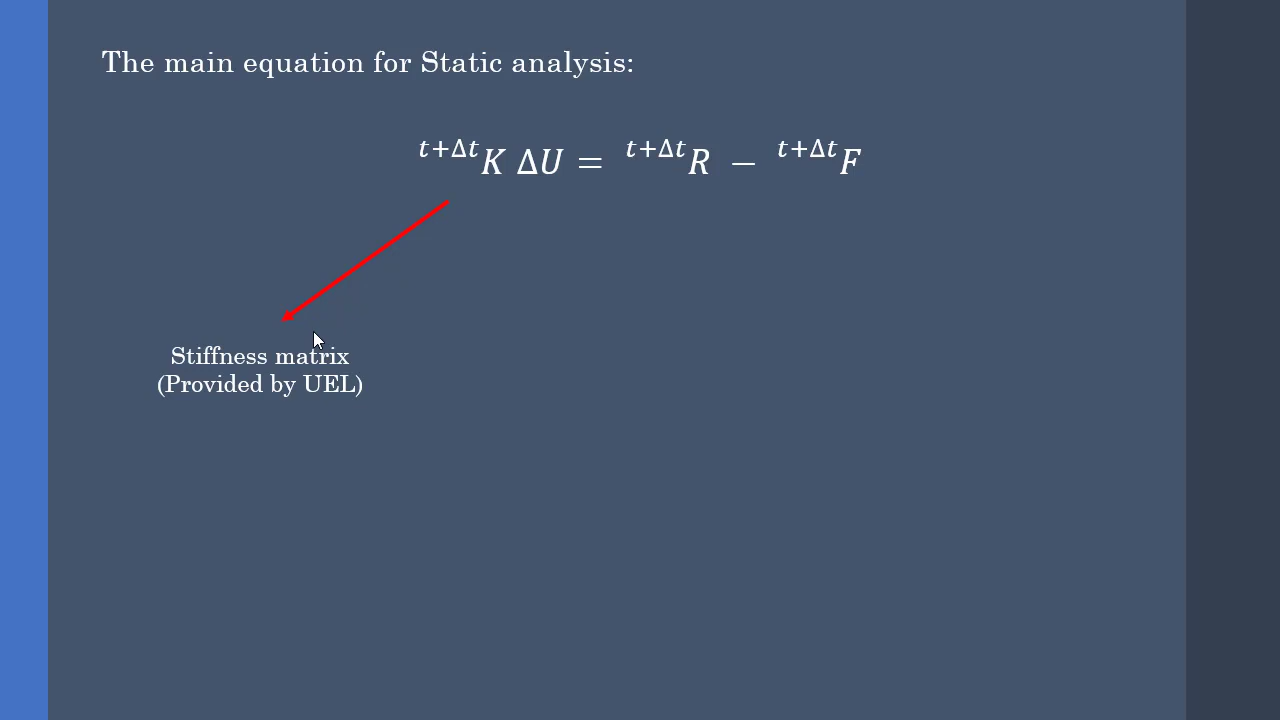 The main equation for Static analysis:
t+Δt K ΔU = t+Δt R − t+Δt F
Stiffness matrix
(Provided by UEL)